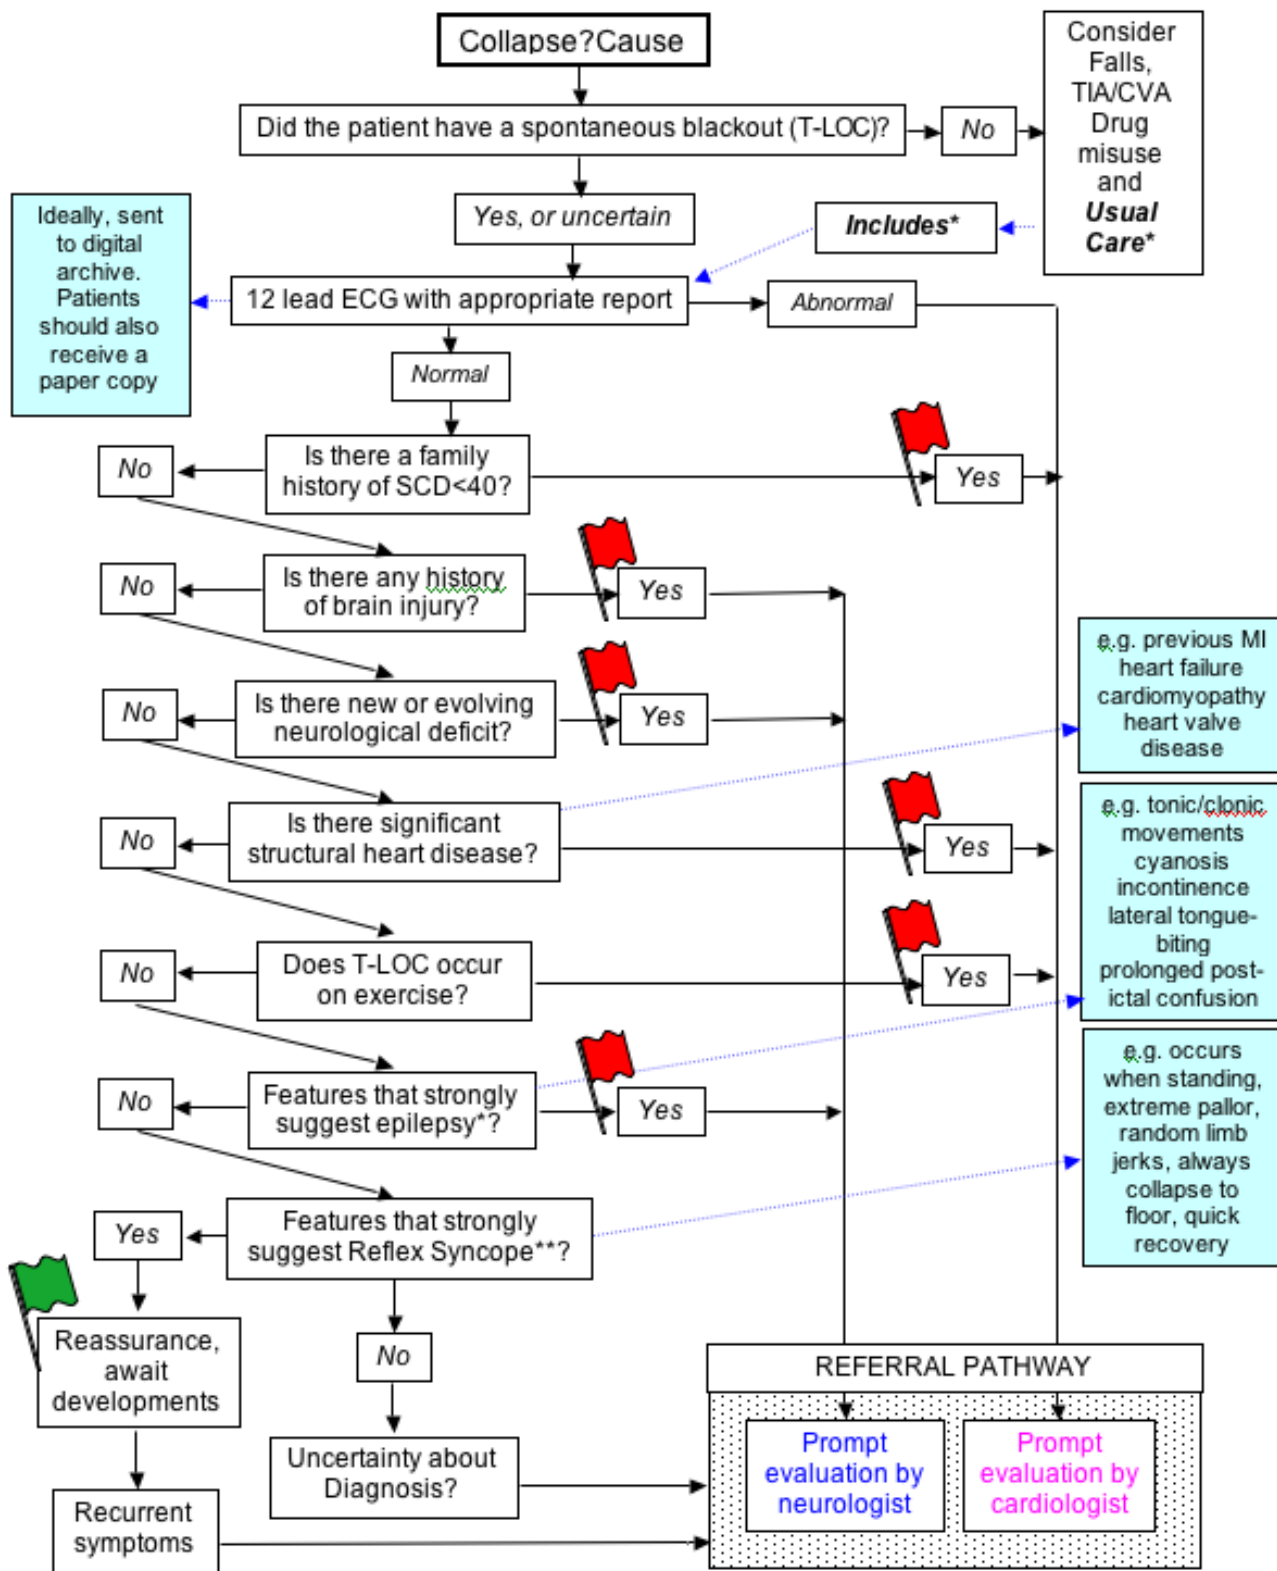 Collapse?Cause
Consider
Falls,
TIA/CVA
Drug
misuse
and
Usual
Care*
Did the patient have a spontaneous blackout (T-LOC)?
No
Yes, or uncertain
Includes*
Ideally, sent
to digital
archive.
Patients
should also
receive a
paper copy
12 lead ECG with appropriate report
Abnormal
Normal
Is there a family
history of SCD<40?
No
Yes
Is there any history
of brain injury?
No
Yes
Is there new or evolving
neurological deficit?
No
Yes
e.g. previous MI
heart failure
cardiomyopathy
heart valve
disease
Is there significant
structural heart disease?
No
Yes
e.g. tonic/clonic
movements
cyanosis
incontinence
lateral tongue-
biting
prolonged post-
ictal confusion
Does T-LOC occur
on exercise?
No
Yes
Features that strongly
suggest epilepsy*?
No
Yes
e.g. occurs
when standing,
extreme pallor,
random limb
jerks, always
collapse to
floor, quick
recovery
Features that strongly
suggest Reflex Syncope**?
Yes
No
Reassurance,
await
developments
Recurrent
symptoms
Uncertainty about
Diagnosis?
REFERRAL PATHWAY
Prompt
evaluation by
neurologist
Prompt
evaluation by
cardiologist